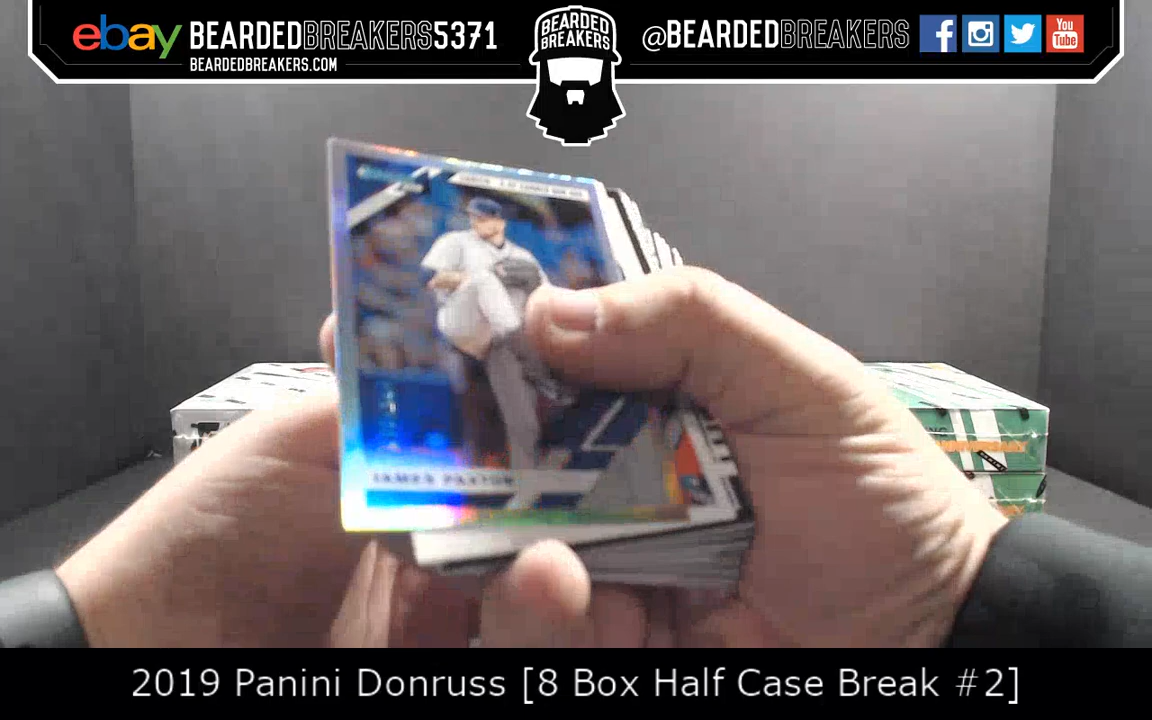 ebay BEARDEDBREAKERS5371
BEARDEDBREAKERS.COM
BEARDED
BREAKERS
@BEARDEDBREAKERS
f
You
Tube
JAMES PAXTON
2019 Panini Donruss [8 Box Half Case Break #2]